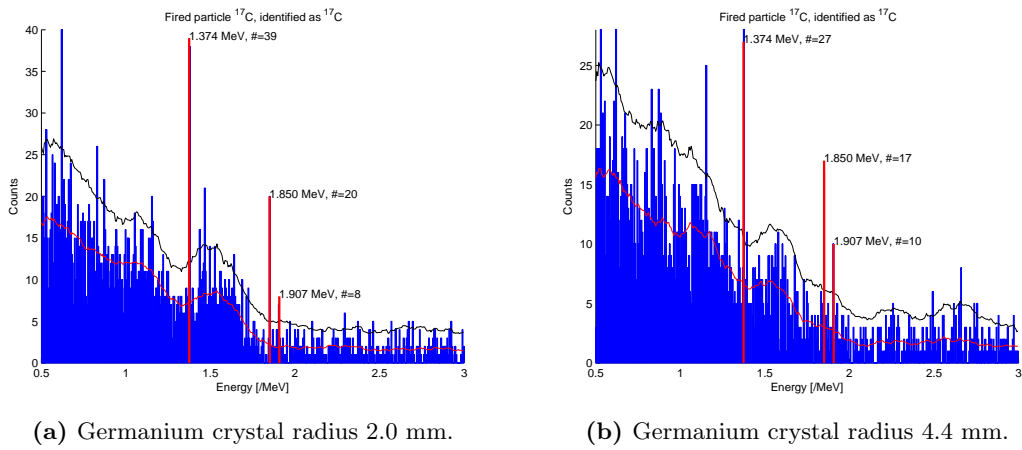 Fired particle ¹⁷C, identified as ¹⁷C
40
35
30
25
20
15
10
5
0
Counts
1.374 MeV, #=39
1.850 MeV, #=20
1.907 MeV, #=8
0.5 1 1.5 2 2.5 3
Energy [/MeV]
(a) Germanium crystal radius 2.0 mm.
Fired particle ¹⁷C, identified as ¹⁷C
25
20
15
10
5
0
Counts
1.374 MeV, #=27
1.850 MeV, #=17
1.907 MeV, #=10
0.5 1 1.5 2 2.5 3
Energy [/MeV]
(b) Germanium crystal radius 4.4 mm.